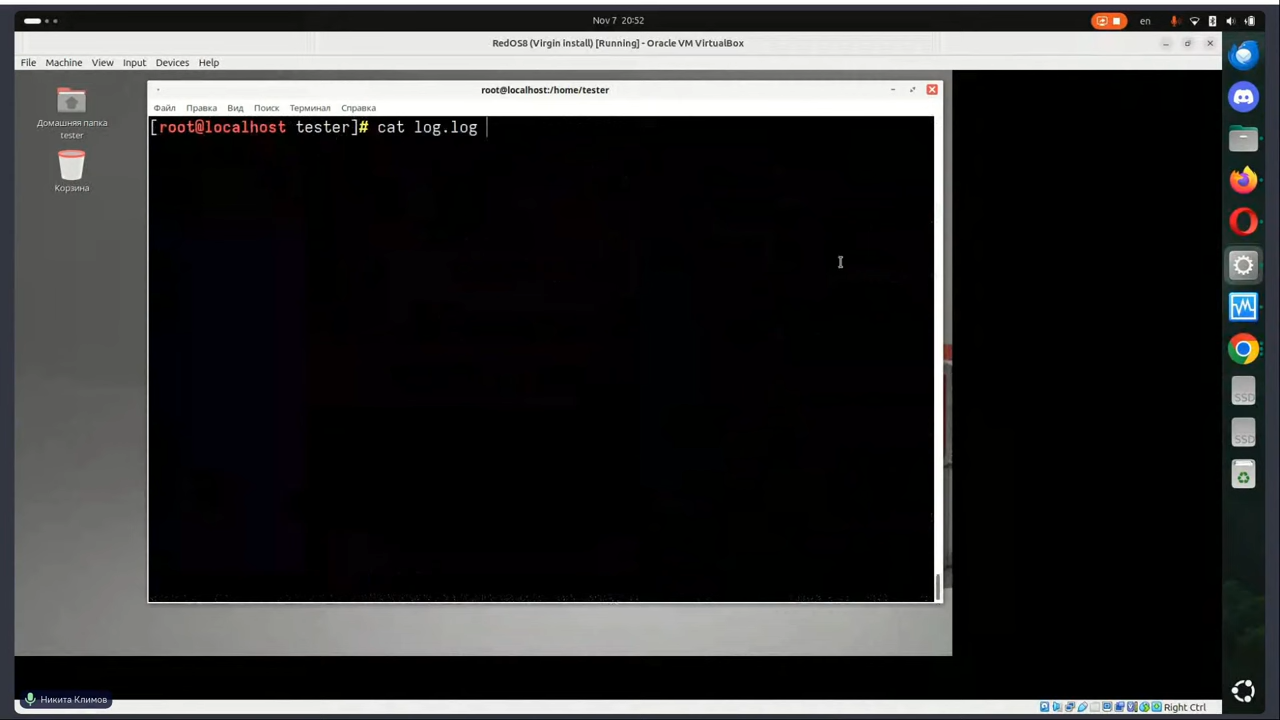 Nov 7 20:52
en
RedOS8 (Virgin install) [Running] - Oracle VM VirtualBox
File Machine View Input Devices Help
root@localhost:/home/tester
Файл Правка Вид Поиск Терминал Справка
[root@localhost tester]# cat log.log
Домашняя папка
tester
Корзина
SSD
SSD
Никита Климов
Right Ctrl